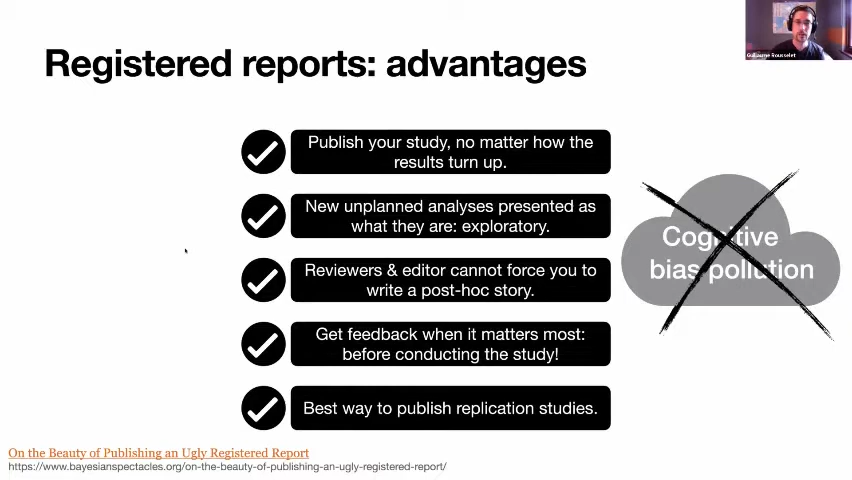 Registered reports: advantages
Guillaume Rousselet
Publish your study, no matter how the
results turn up.
New unplanned analyses presented as
what they are: exploratory.
Reviewers & editor cannot force you to
write a post-hoc story.
Get feedback when it matters most:
before conducting the study!
Best way to publish replication studies.
Cognitive
bias pollution
On the Beauty of Publishing an Ugly Registered Report
https://www.bayesianspectacles.org/on-the-beauty-of-publishing-an-ugly-registered-report/